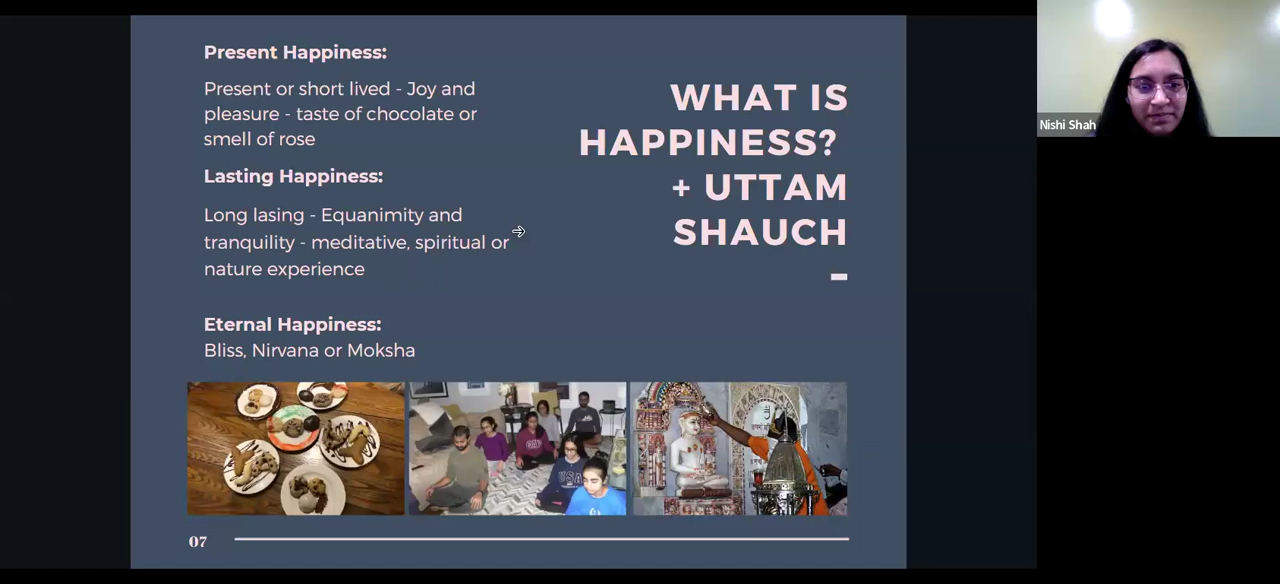 Present Happiness:
Present or short lived - Joy and
pleasure - taste of chocolate or
smell of rose
Lasting Happiness:
Long lasing - Equanimity and
tranquility - meditative, spiritual or
nature experience
Eternal Happiness:
Bliss, Nirvana or Moksha
WHAT IS
HAPPINESS?
+ UTTAM
SHAUCH
-
07
Nishi Shah
USA